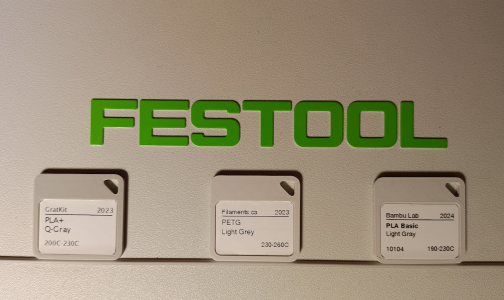 FESTOOL
GratKit 2023
PLA+
Q-Gray
200C 230C
Filaments.ca 2023
PETG
Light Grey
230-260C
Bambu Lab 2024
PLA Basic
Light Gray
10104 190-230C